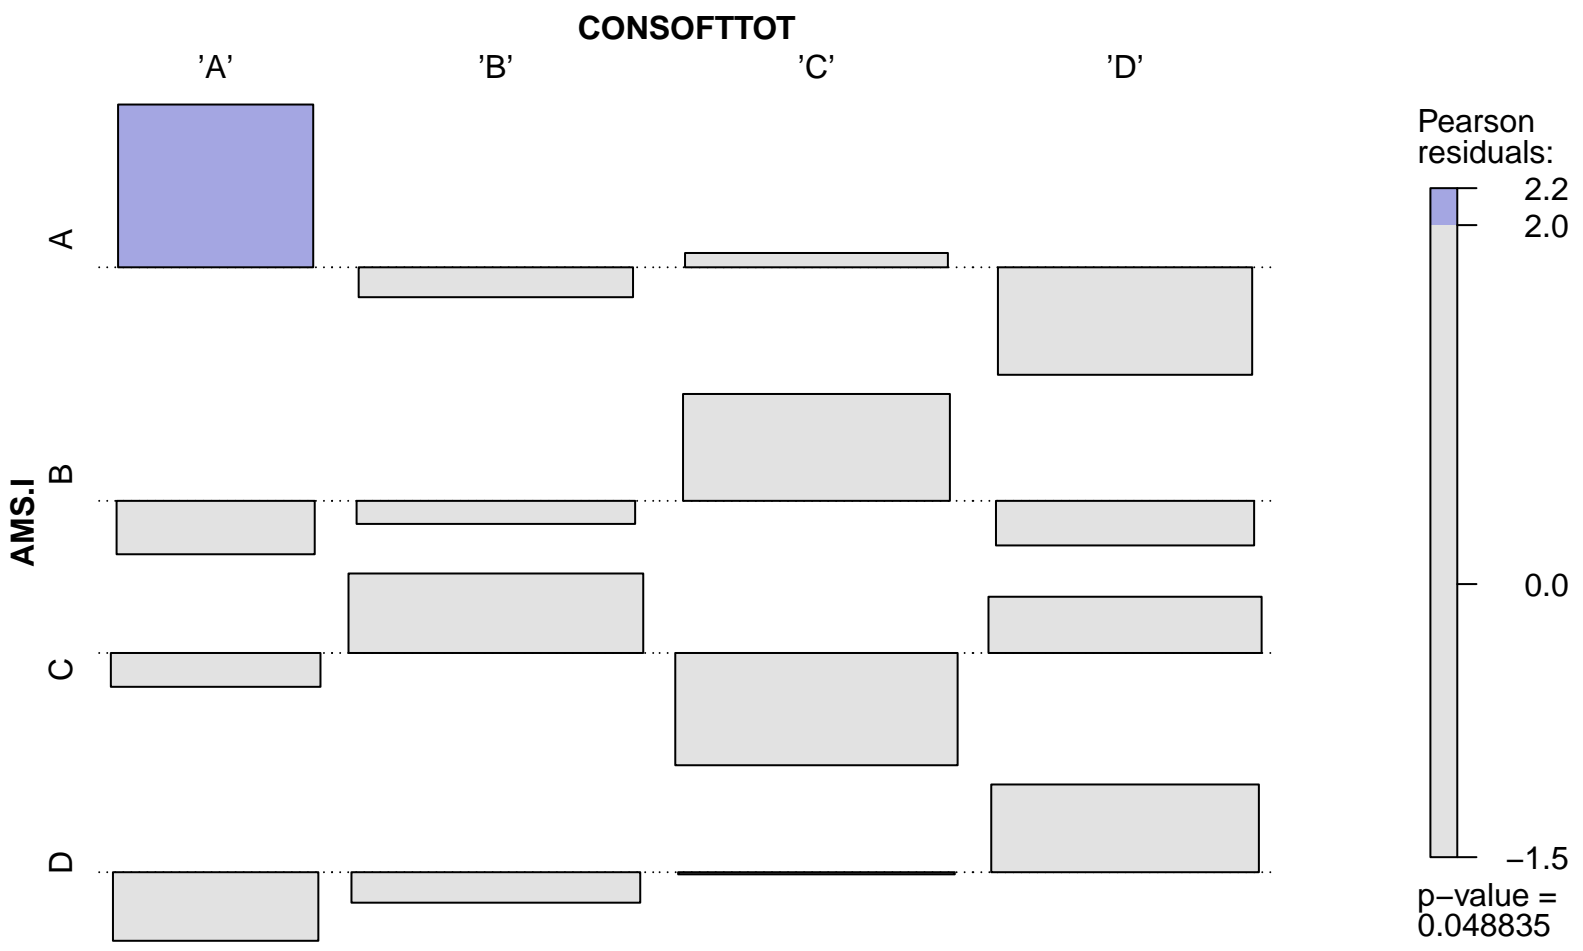 CONSOFTTOT
’A’ ’B’ ’C’ ’D’
AMS.I
A
B
C
D
Pearson
residuals:
2.2
2.0
0.0
−1.5
p−value =
0.048835